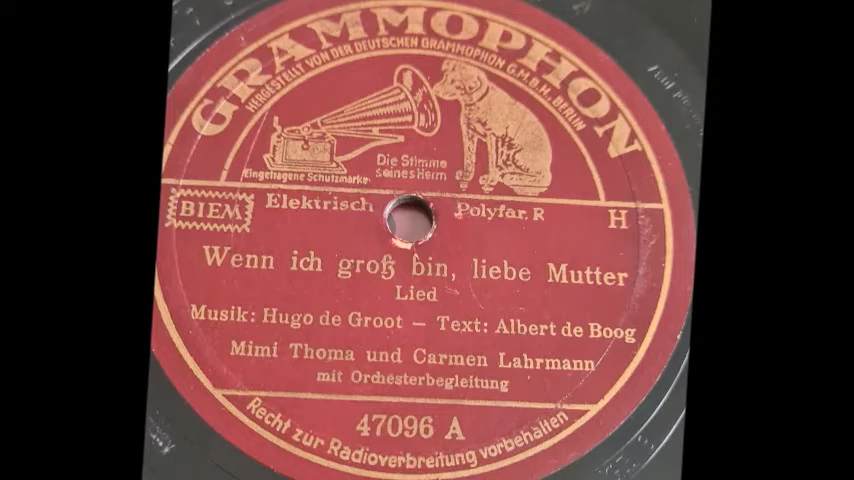 GRAMMOPHON
HERGESTELLT VON DER DEUTSCHEN GRAMMOPHON G.M.B.H., BERLIN
Die Stimme
seines Herrn
Eingetragene Schutzmarke
BIEM
Elektrisch
Polyfar. R
H
Wenn ich groß bin, liebe Mutter
Lied
Musik: Hugo de Groot – Text: Albert de Boog
Mimi Thoma und Carmen Lahrmann
mit Orchesterbegleitung
47096 A
Recht zur Radioverbreitung vorbehalten